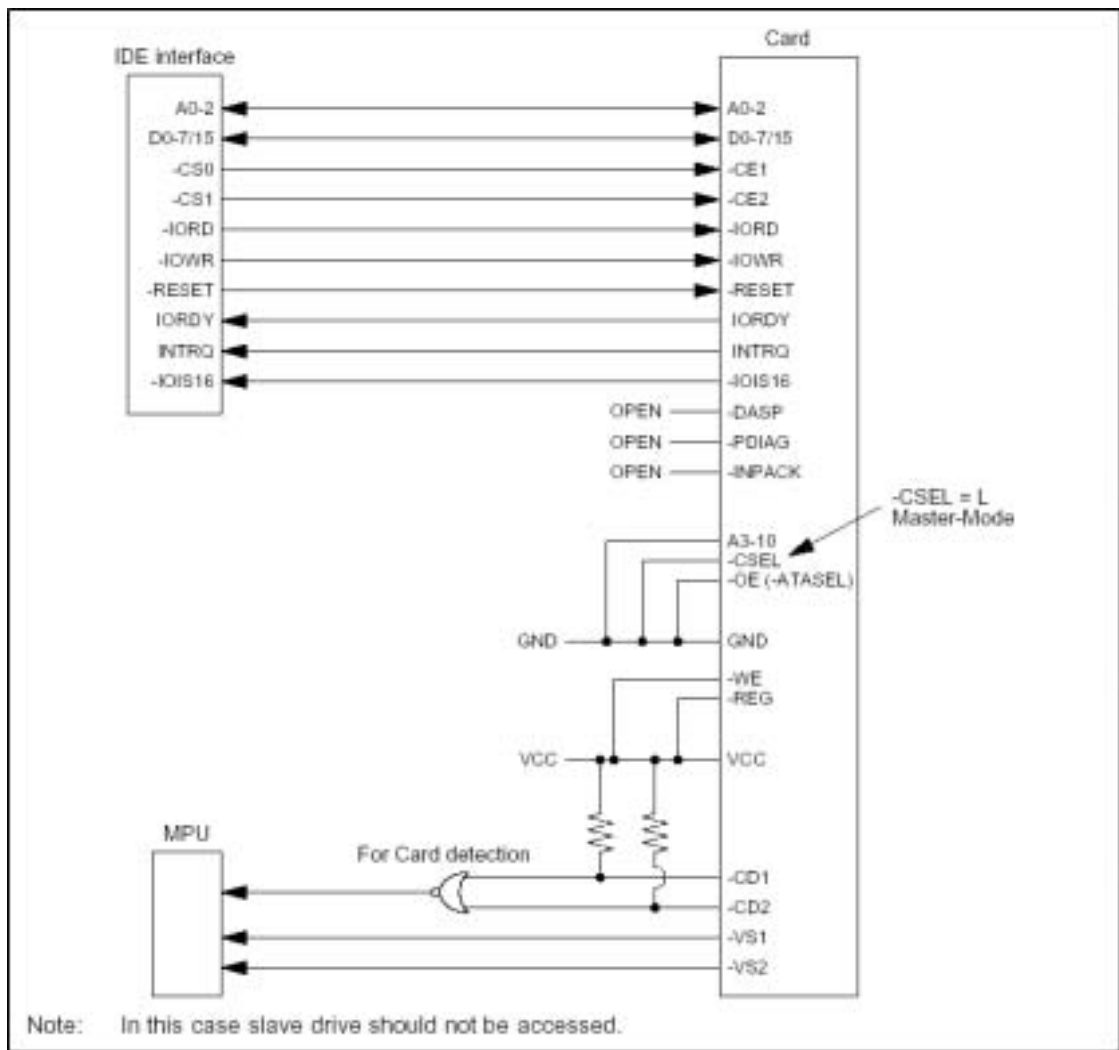 Card
IDE interface
A0-2 A0-2
D0-7/15 D0-7/15
-CS0 -CE1
-CS1 -CE2
-IORD -IORD
-IOWR -IOWR
-RESET -RESET
IORDY IORDY
INTRQ INTRQ
-IOIS16 -IOIS16
OPEN -DASP
OPEN -PDIAG
OPEN -INPACK
-CSEL = L
Master-Mode
A3-10
-CSEL
-OE (-ATASEL)
GND GND
-WE
-REG
VCC VCC
MPU
For Card detection
-CD1
-CD2
-VS1
-VS2
Note: In this case slave drive should not be accessed.